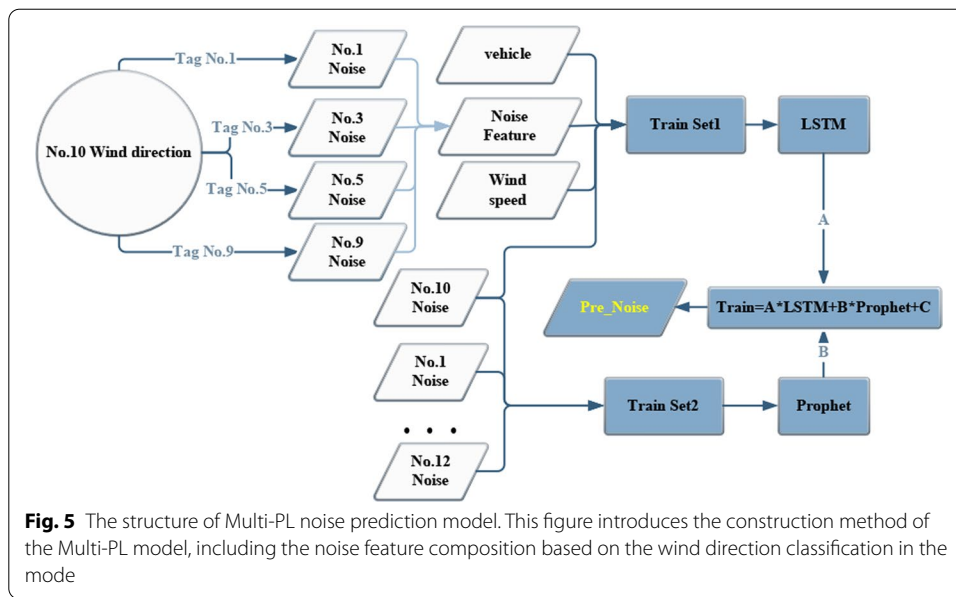 No.10 Wind direction
Tag No.1
Tag No.3
Tag No.5
Tag No.9
No.1
Noise
No.3
Noise
No.5
Noise
No.9
Noise
vehicle
Noise
Feature
Wind
speed
No.10
Noise
No.1
Noise
• • •
No.12
Noise
Train Set1
LSTM
A
Train=A*LSTM+B*Prophet+C
Pre_Noise
B
Train Set2
Prophet
Fig. 5 The structure of Multi-PL noise prediction model. This figure introduces the construction method of
the Multi-PL model, including the noise feature composition based on the wind direction classification in the
mode